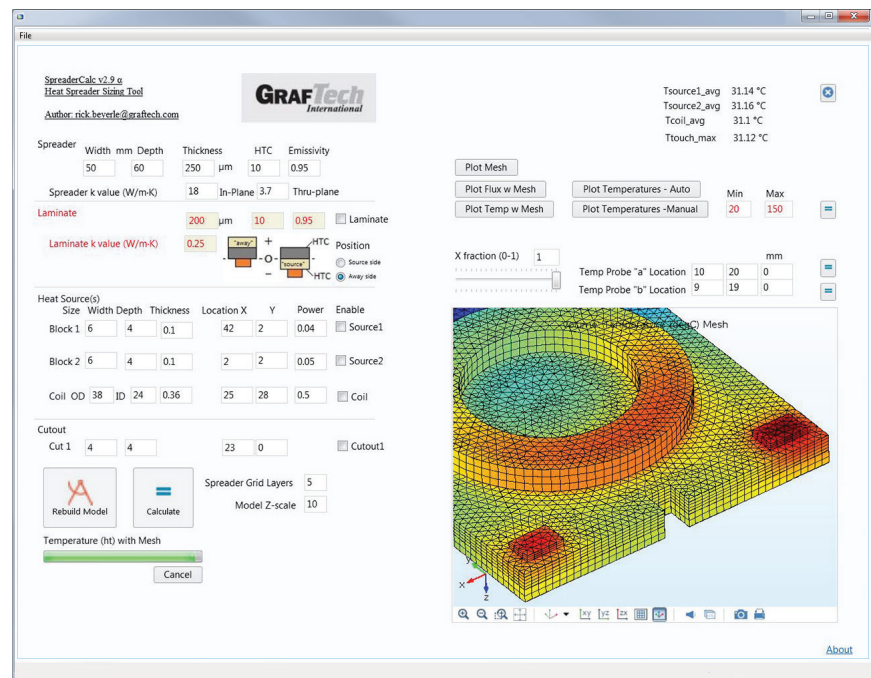 File
SpreaderCalc v2.9 α
Heat Spreader Sizing Tool
Author: rick.beverle@graftech.com
GRAFTech
International
Tsource1_avg 31.14 °C
Tsource2_avg 31.16 °C
Tcoil_avg 31.1 °C
Ttouch_max 31.12 °C
Spreader Width mm Depth Thickness HTC Emissivity
50 60 250 μm 10 0.95
Spreader k value (W/m-K) 18 In-Plane 3.7 Thru-plane
Laminate 200 μm 10 0.95 Laminate
Laminate k value (W/m-K) 0.25
"away" + HTC
-O-
"source"
- HTC
Position
Source side
Away side
Heat Source(s)
Size Width Depth Thickness Location X Y Power Enable
Block 1 6 4 0.1 42 2 0.04 Source1
Block 2 6 4 0.1 2 2 0.05 Source2
Coil OD 38 ID 24 0.36 25 28 0.5 Coil
Cutout
Cut 1 4 4 23 0 Cutout1
Rebuild Model
=
Calculate
Spreader Grid Layers 5
Model Z-scale 10
Temperature (ht) with Mesh
Cancel
Plot Mesh
Plot Flux w Mesh Plot Temperatures - Auto Min Max
Plot Temp w Mesh Plot Temperatures -Manual 20 150 =
X fraction (0-1) 1 mm
Temp Probe "a" Location 10 20 0 =
Temp Probe "b" Location 9 19 0 =
Mesh
y
x
z
xy yz zx
About